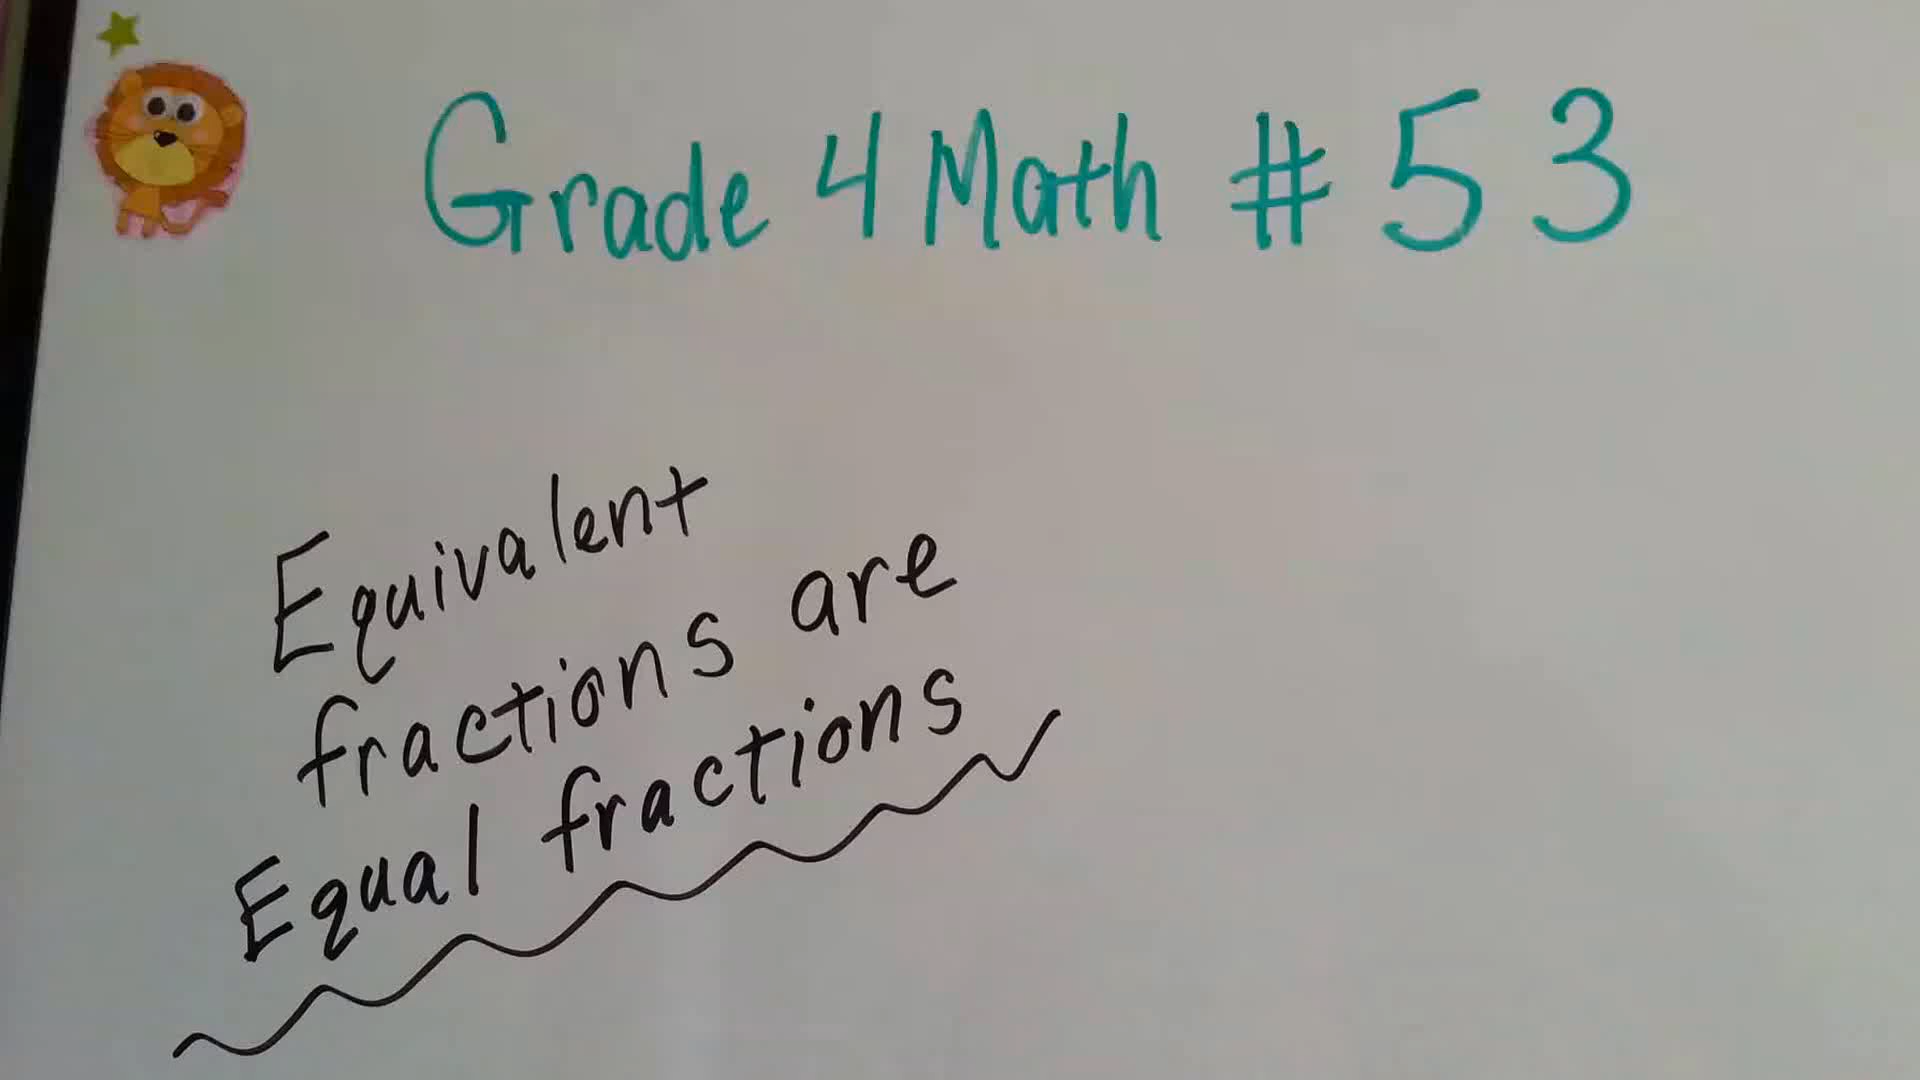 Grade 4 Math # 53
Equivalent
fractions are
Equal fractions